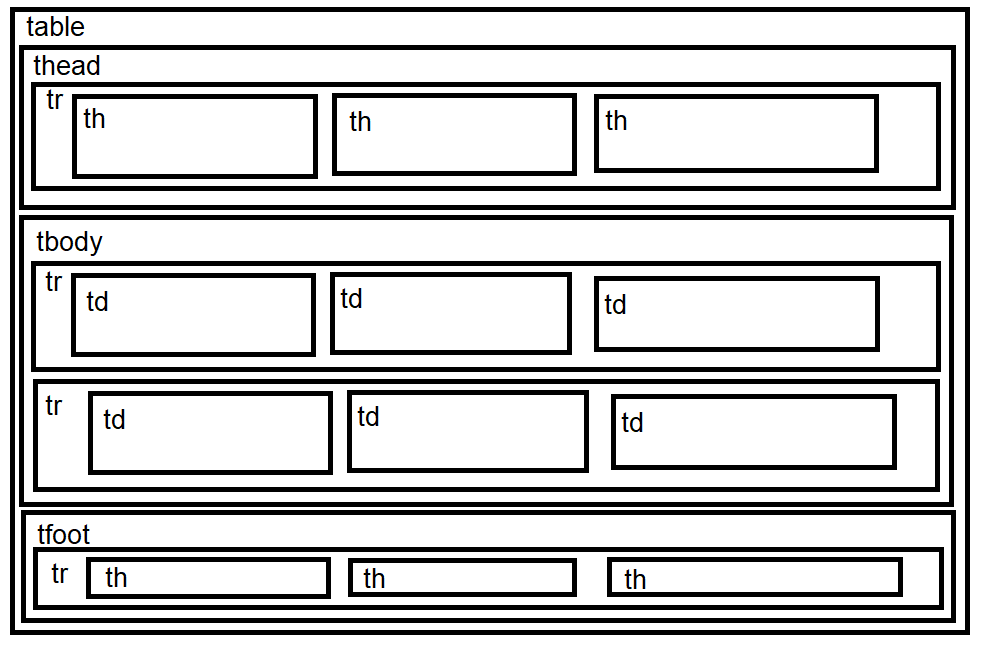 table
thead
tr th th th
tbody
tr td td td
tr td td td
tfoot
tr th th th